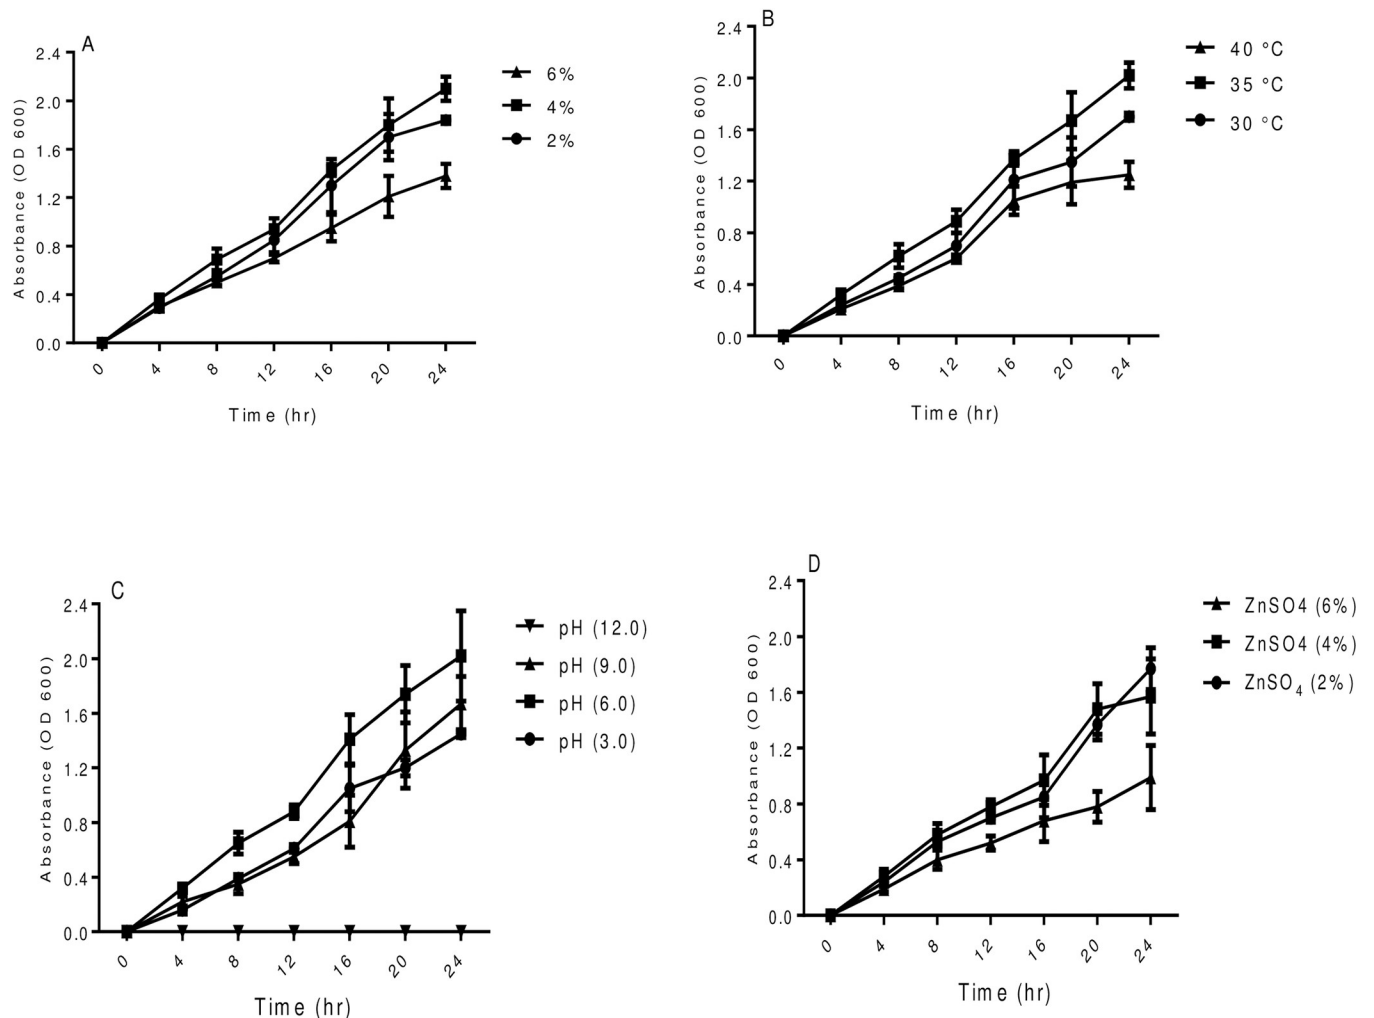 A
Absorbance (OD 600)
2.4
2.0
1.6
1.2
0.8
0.4
0.0
0 4 8 12 16 20 24
Time (hr)
6%
4%
2%
B
Absorbance (OD 600)
2.4
2.0
1.6
1.2
0.8
0.4
0.0
0 4 8 12 16 20 24
Time (hr)
40 °C
35 °C
30 °C
C
Absorbance (OD 600)
2.4
2.0
1.6
1.2
0.8
0.4
0.0
0 4 8 12 16 20 24
Time (hr)
pH (12.0)
pH (9.0)
pH (6.0)
pH (3.0)
D
Absorbance (OD 600)
2.4
2.0
1.6
1.2
0.8
0.4
0.0
0 4 8 12 16 20 24
Time (hr)
ZnSO4 (6%)
ZnSO4 (4%)
ZnSO₄ (2%)